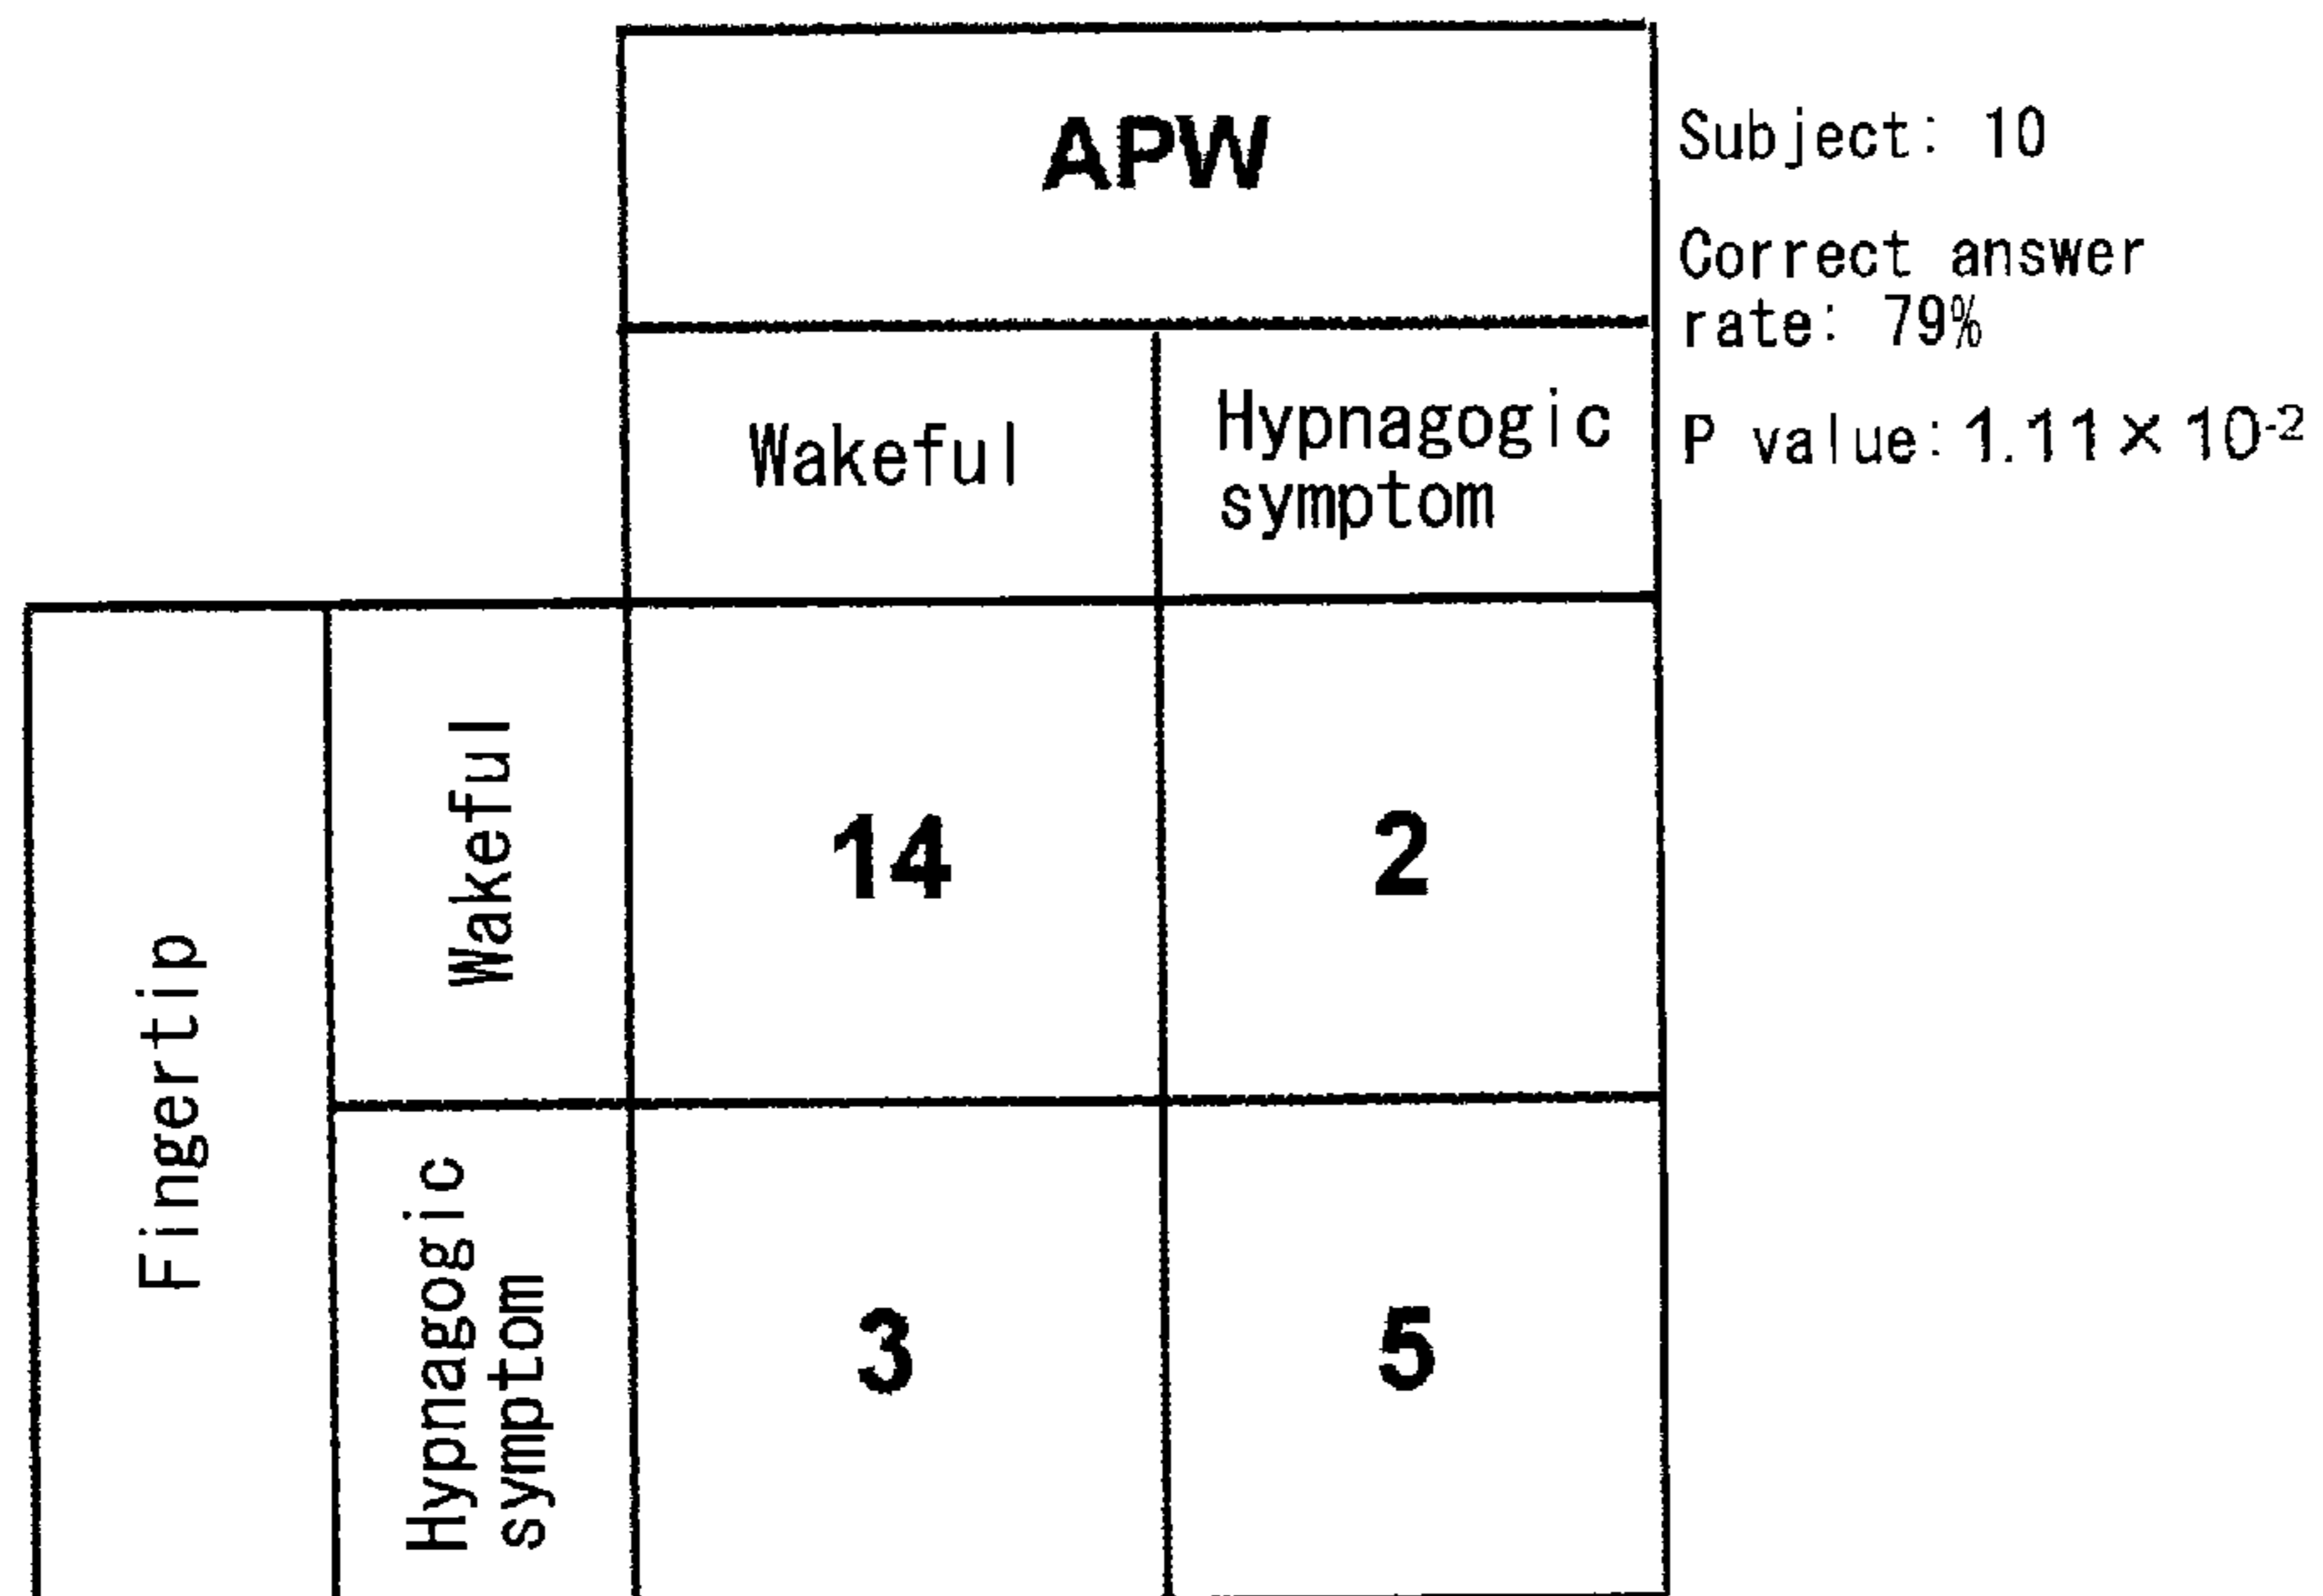 APW
Subject: 10
Correct answer
rate: 79%
P value: 1.11 × 10⁻²
Wakeful
Hypnagogic
symptom
Fingertip
Wakeful
14
2
Hypnagogic
symptom
3
5